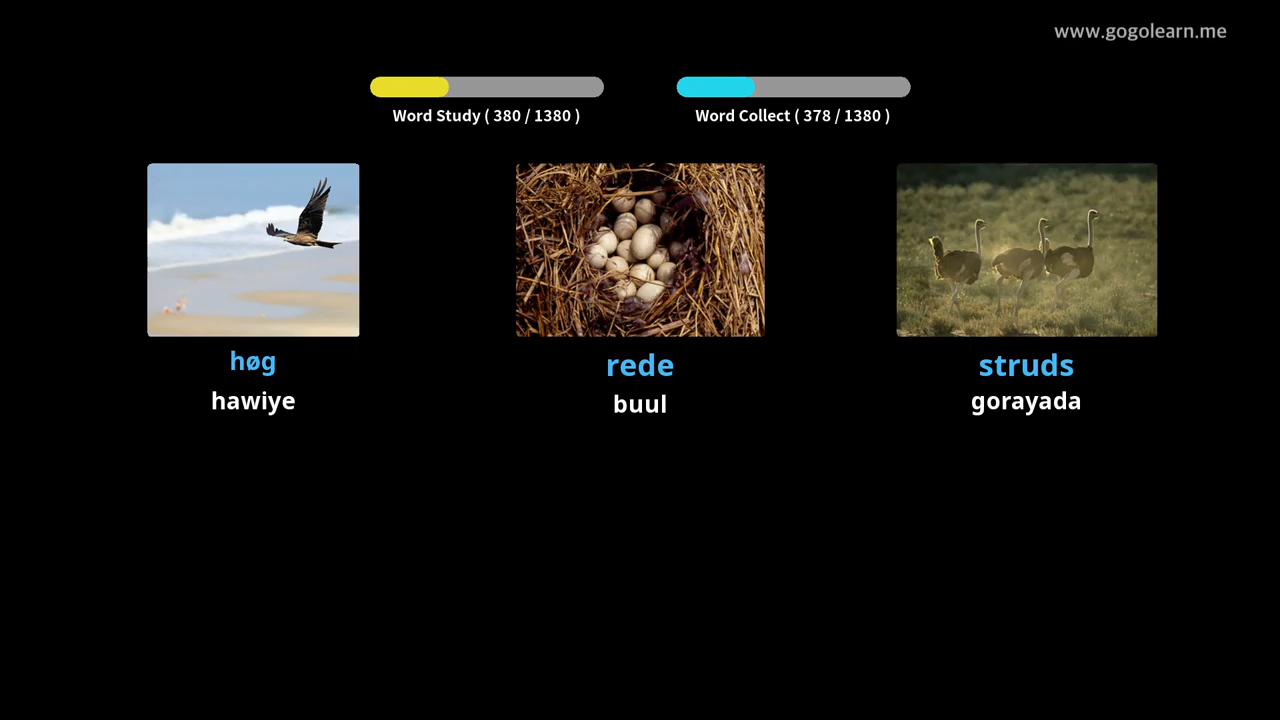 www.gogolearn.me
Word Study ( 380 / 1380 )
Word Collect ( 378 / 1380 )
høg
hawiye
rede
buul
struds
gorayada